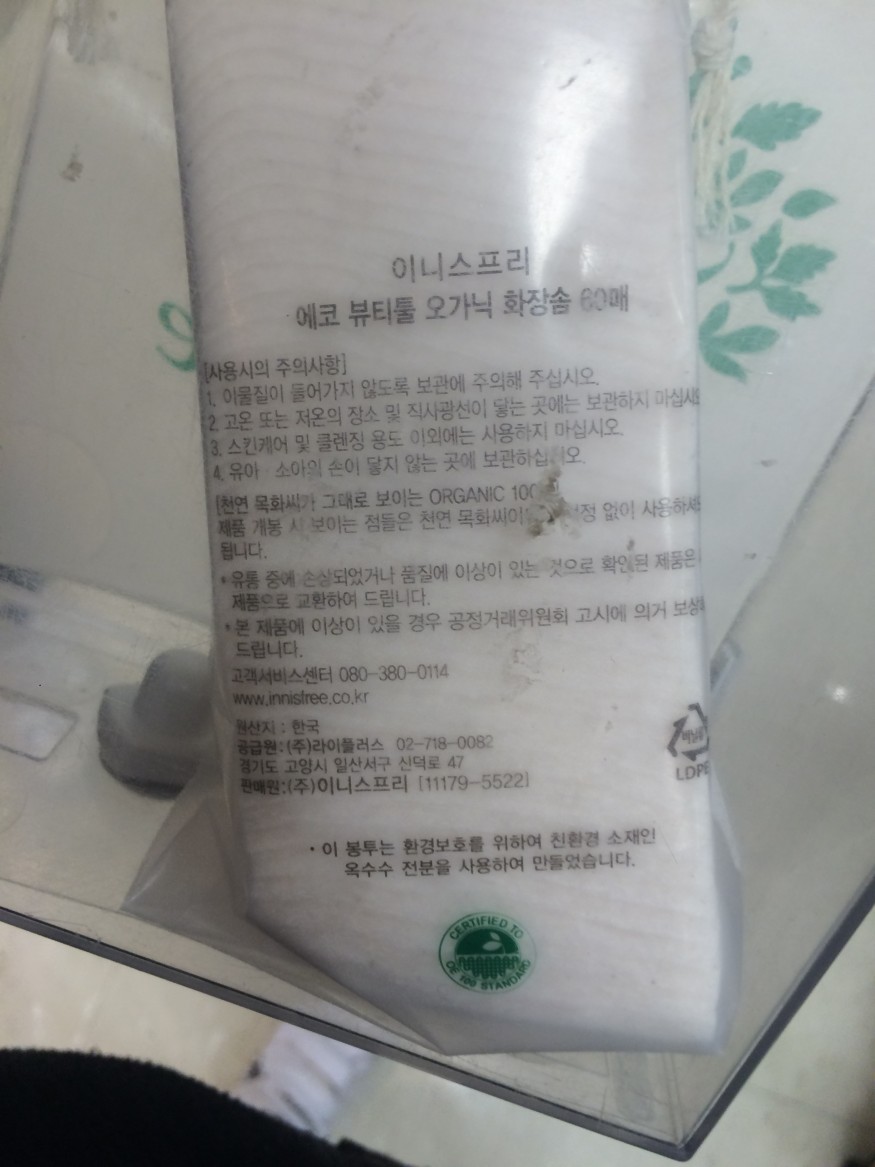 이니스프리
에코 뷰티툴 오가닉 화장솜 60매
[사용시의 주의사항]
1. 이물질이 들어가지 않도록 보관에 주의해 주십시오.
2. 고온 또는 저온의 장소 및 직사광선이 닿는 곳에는 보관하지 마십시오
3. 스킨케어 및 클렌징 용도 이외에는 사용하지 마십시오.
4. 유아 · 소아의 손이 닿지 않는 곳에 보관하십시오.
[천연 목화씨가 그대로 보이는 ORGANIC 100
제품 개봉 시 보이는 점들은 천연 목화씨이 없이 사용하셔
됩니다.
* 유통 중에 손상되었거나 품질에 이상이 있는 것으로 확인된 제품은
제품으로 교환하여 드립니다.
* 본 제품에 이상이 있을 경우 공정거래위원회 고시에 의거 보상
드립니다.
고객서비스센터 080-380-0114
www.innisfree.co.kr
원산지 : 한국
공급원:(주)라이들러스 02-718-0082
경기도 고양시 일산서구 신덕로 47
판매원:(주)이니스프리 [11179-5522]
비닐류
LDPE
• 이 봉투는 환경보호를 위하여 친환경 소재인
옥수수 전분을 사용하여 만들었습니다.
CERTIFIED TO
OE 100 STANDARD